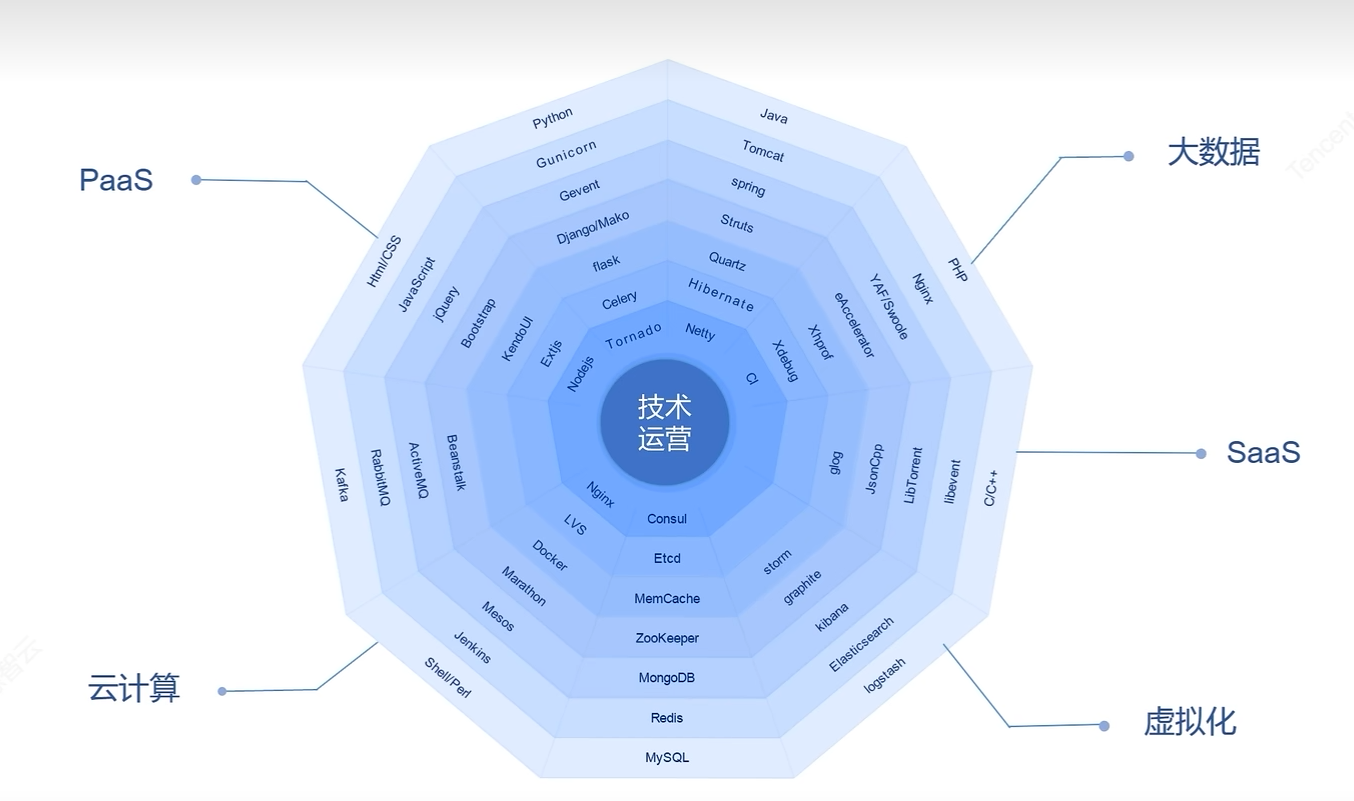 PaaS
大数据
SaaS
虚拟化
云计算
技术
运营
Python
Gunicorn
Gevent
Django/Mako
flask
Celery
Tornado
Java
Tomcat
spring
Struts
Quartz
Hibernate
Netty
PHP
Nginx
YAF/Swoole
eAccelerator
Xhprof
Xdebug
CI
C/C++
libevent
LibTorrent
JsonCpp
glog
logstash
Elasticsearch
kibana
graphite
storm
Consul
Etcd
MemCache
ZooKeeper
MongoDB
Redis
MySQL
Nginx
LVS
Docker
Marathon
Mesos
Jenkins
Shell/Perl
Kafka
RabbitMQ
ActiveMQ
Beanstalk
Html/CSS
JavaScript
jQuery
Bootstrap
KendoUI
Extjs
Nodejs
Tencent